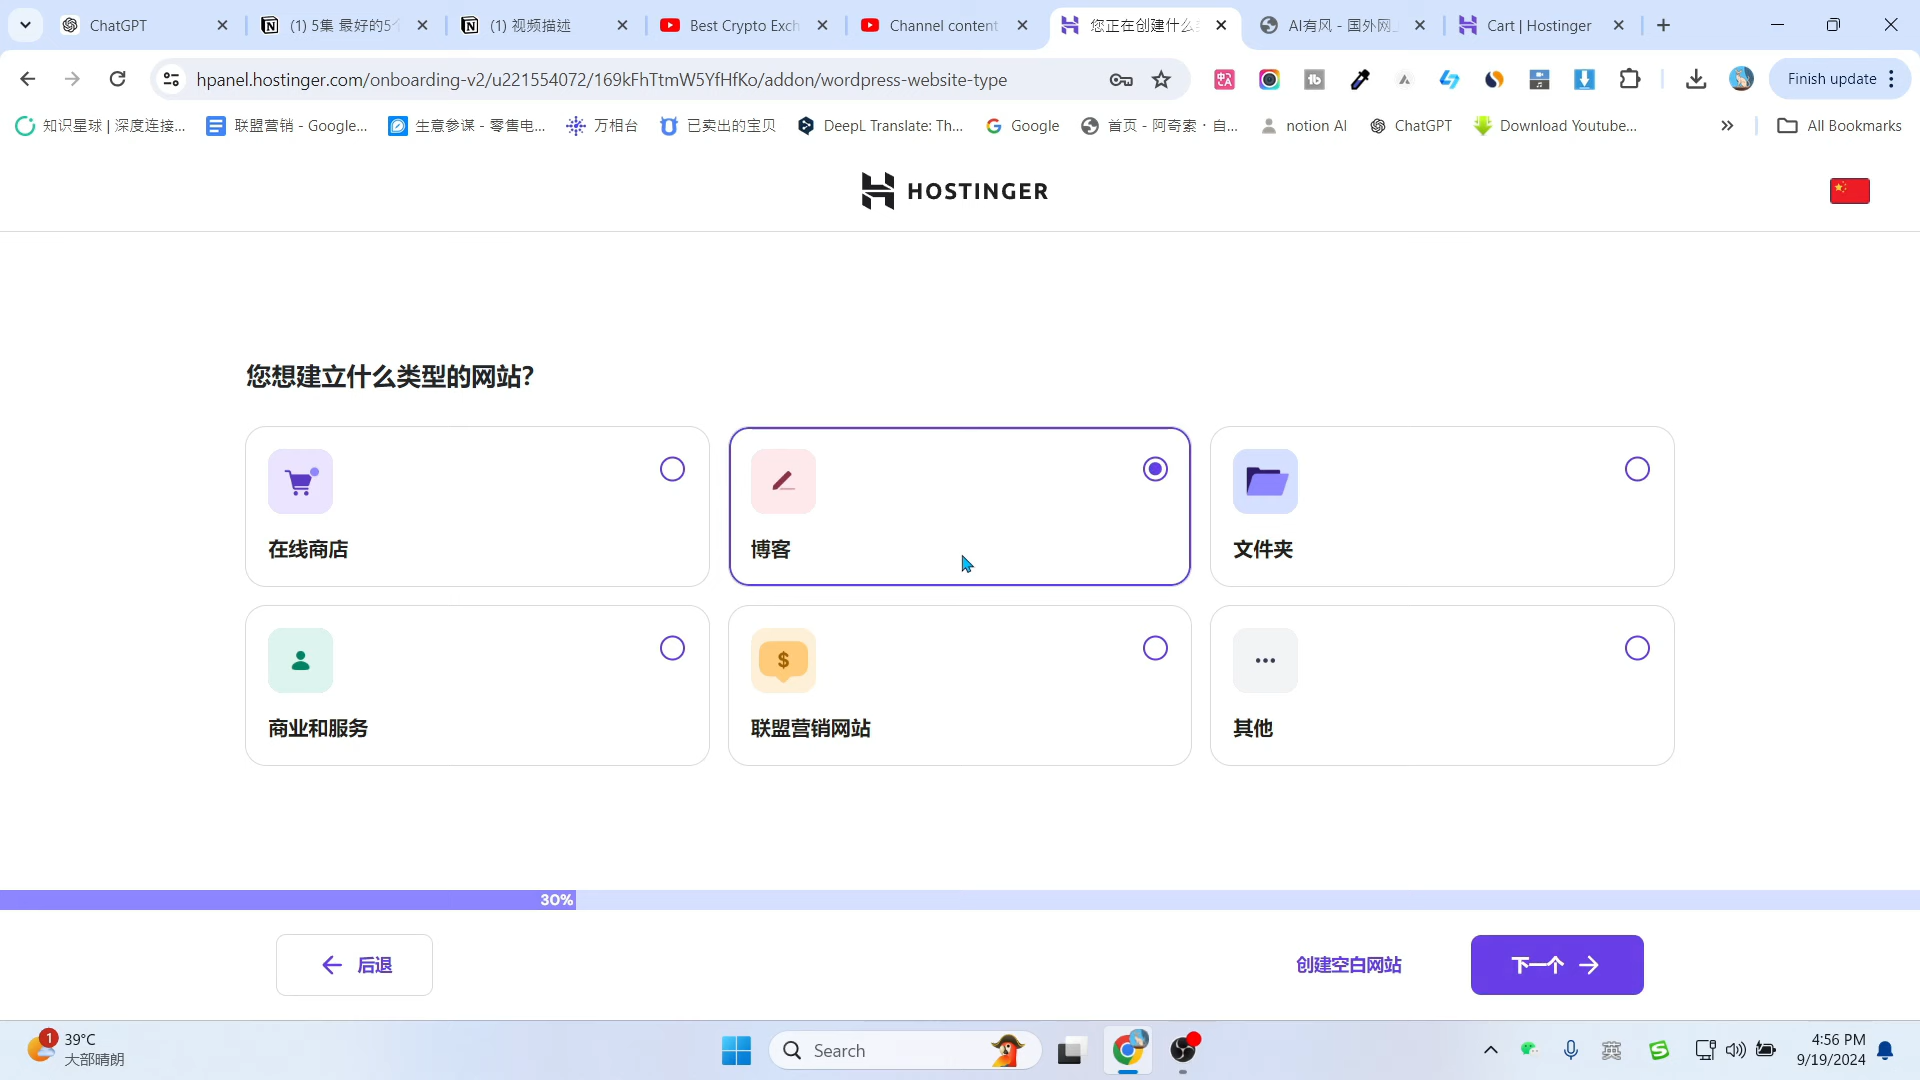 ChatGPT
(1) 5集 最好的5个
(1) 视频描述
Best Crypto Exch
Channel content
您正在创建什么类
AI有风 - 国外网_
Cart | Hostinger
hpanel.hostinger.com/onboarding-v2/u221554072/169kFhTtmW5YfHfKo/addon/wordpress-website-type
Finish update
知识星球 | 深度连接...
联盟营销 - Google...
生意参谋 - 零售电...
万相台
已卖出的宝贝
DeepL Translate: Th...
Google
首页 - 阿奇索 · 自...
notion AI
ChatGPT
Download Youtube...
All Bookmarks
HOSTINGER
您想建立什么类型的网站？
在线商店
博客
文件夹
商业和服务
联盟营销网站
其他
30%
后退
创建空白网站
下一个
1
39°C
大部晴朗
Search
英
4:56 PM
9/19/2024